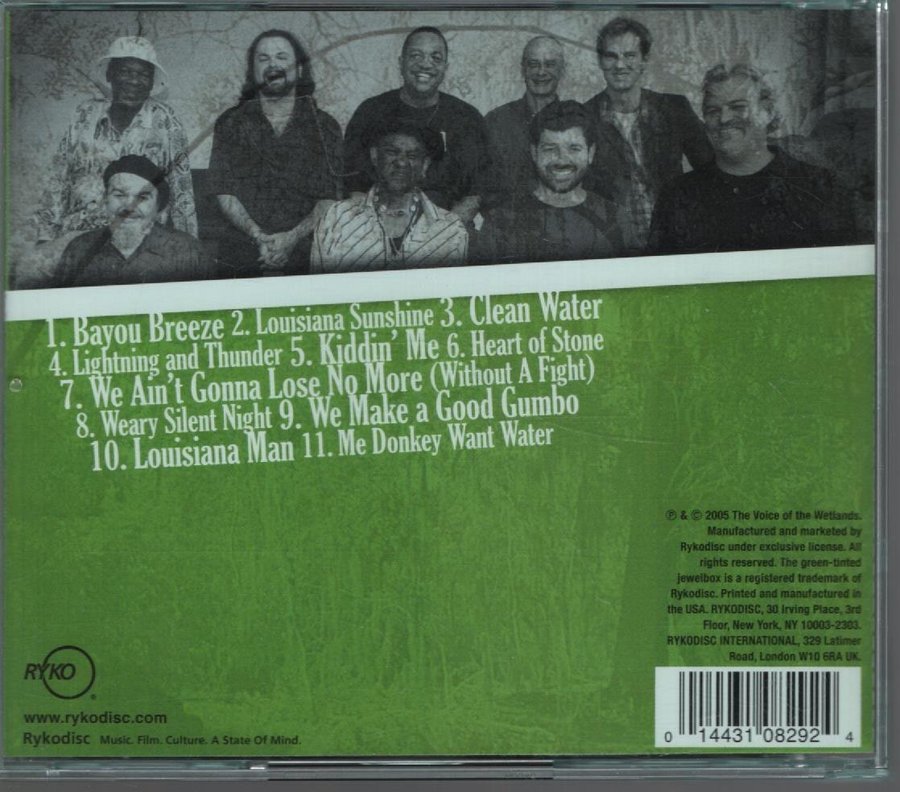 1. Bayou Breeze 2. Louisiana Sunshine 3. Clean Water
4. Lightning and Thunder 5. Kiddin' Me 6. Heart of Stone
7. We Ain't Gonna Lose No More (Without A Fight)
8. Weary Silent Night 9. We Make a Good Gumbo
10. Louisiana Man 11. Me Donkey Want Water
℗ & © 2005 The Voice of the Wetlands.
Manufactured and marketed by
Rykodisc under exclusive license. All
rights reserved. The green-tinted
jewelbox is a registered trademark of
Rykodisc. Printed and manufactured in
the USA. RYKODISC, 30 Irving Place, 3rd
Floor, New York, NY 10003-2303.
RYKODISC INTERNATIONAL, 329 Latimer
Road, London W10 6RA UK.
RYKO
www.rykodisc.com
Rykodisc Music. Film. Culture. A State Of Mind.
0 14431 08292 4